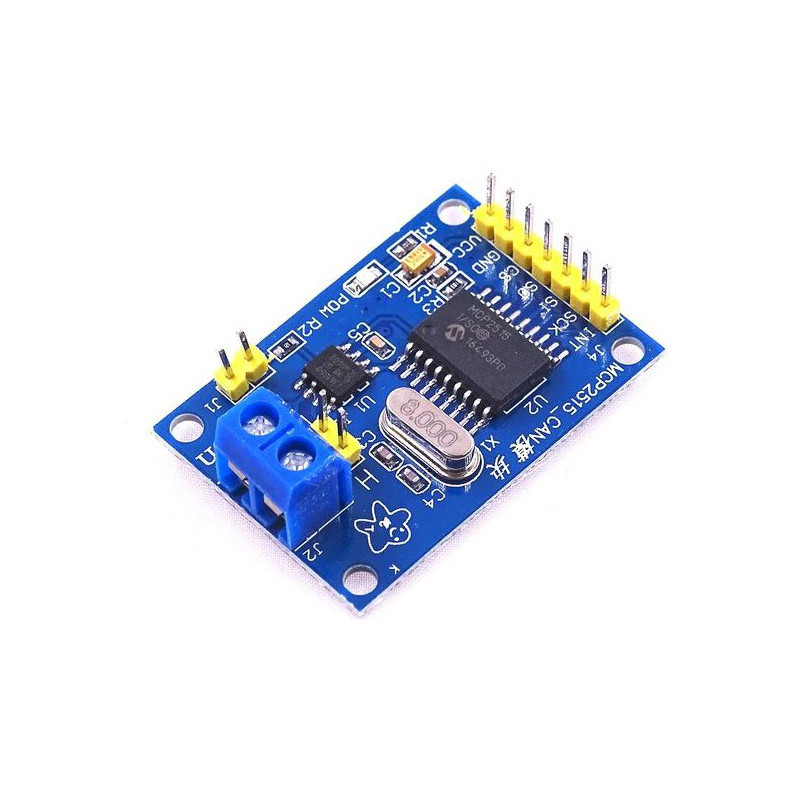 R1
VCC
GND
CS
SO
SI
SCK
INT
J4
C1
C2
R3
POW
R2
C5
MCP2515
I/SO
16493PD
U1
U2
J1
8.000
X1
C3
C4
H
J2
K
MCP2515_CAN模块